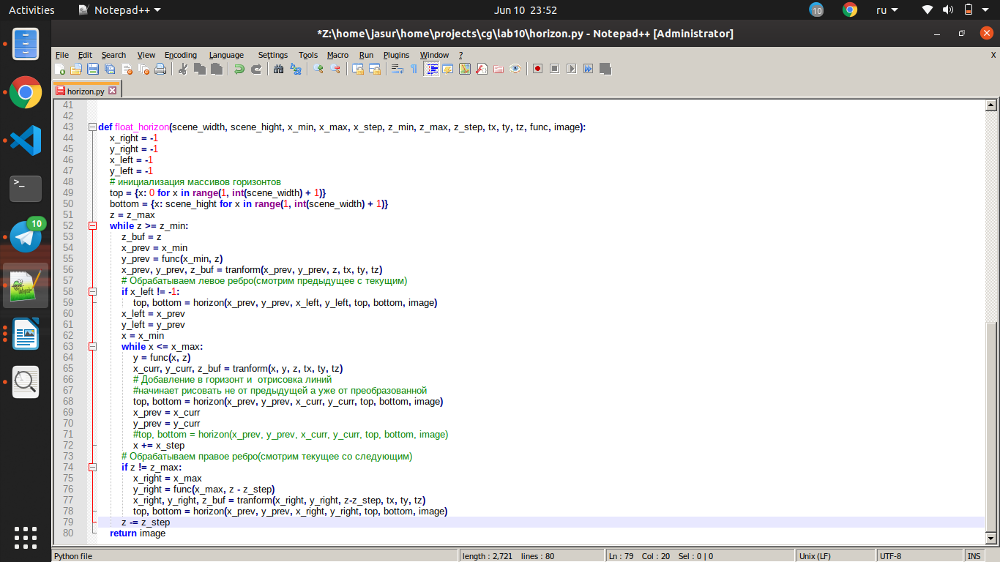 Activities Notepad++ Jun 10 23:52 10 ru
*Z:\home\jasur\home\projects\cg\lab10\horizon.py - Notepad++ [Administrator]
File Edit Search View Encoding Language Settings Tools Macro Run Plugins Window ? X
horizon.py
41
42
43 def float_horizon(scene_width, scene_hight, x_min, x_max, x_step, z_min, z_max, z_step, tx, ty, tz, func, image):
44 x_right = -1
45 y_right = -1
46 x_left = -1
47 y_left = -1
48 # инициализация массивов горизонтов
49 top = {x: 0 for x in range(1, int(scene_width) + 1)}
50 bottom = {x: scene_hight for x in range(1, int(scene_width) + 1)}
51 z = z_max
52 while z >= z_min:
53 z_buf = z
54 x_prev = x_min
55 y_prev = func(x_min, z)
56 x_prev, y_prev, z_buf = tranform(x_prev, y_prev, z, tx, ty, tz)
57 # Обрабатываем левое ребро(смотрим предыдущее с текущим)
58 if x_left != -1:
59 top, bottom = horizon(x_prev, y_prev, x_left, y_left, top, bottom, image)
60 x_left = x_prev
61 y_left = y_prev
62 x = x_min
63 while x <= x_max:
64 y = func(x, z)
65 x_curr, y_curr, z_buf = tranform(x, y, z, tx, ty, tz)
66 # Добавление в горизонт и  отрисовка линий
67 #начинает рисовать не от предыдущей а уже от преобразованной
68 top, bottom = horizon(x_prev, y_prev, x_curr, y_curr, top, bottom, image)
69 x_prev = x_curr
70 y_prev = y_curr
71 #top, bottom = horizon(x_prev, y_prev, x_curr, y_curr, top, bottom, image)
72 x += x_step
73 # Обрабатываем правое ребро(смотрим текущее со следующим)
74 if z != z_max:
75 x_right = x_max
76 y_right = func(x_max, z - z_step)
77 x_right, y_right, z_buf = tranform(x_right, y_right, z-z_step, tx, ty, tz)
78 top, bottom = horizon(x_prev, y_prev, x_right, y_right, top, bottom, image)
79 z -= z_step
80 return image
10
Python file length : 2,721 lines : 80 Ln : 79 Col : 20 Sel : 0 | 0 Unix (LF) UTF-8 INS